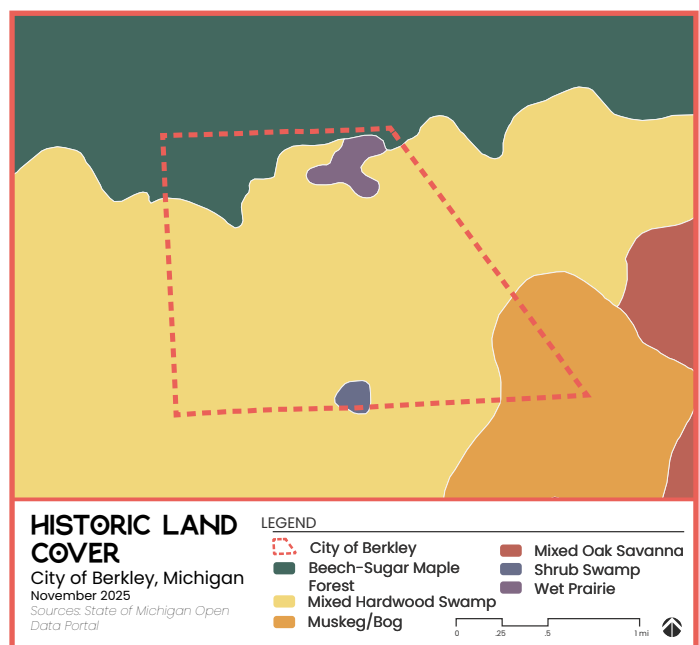 HISTORIC LAND
COVER
City of Berkley, Michigan
November 2025
Sources: State of Michigan Open
Data Portal
LEGEND
City of Berkley
Beech-Sugar Maple
Forest
Mixed Hardwood Swamp
Muskeg/Bog
Mixed Oak Savanna
Shrub Swamp
Wet Prairie
0 .25 .5 1 mi